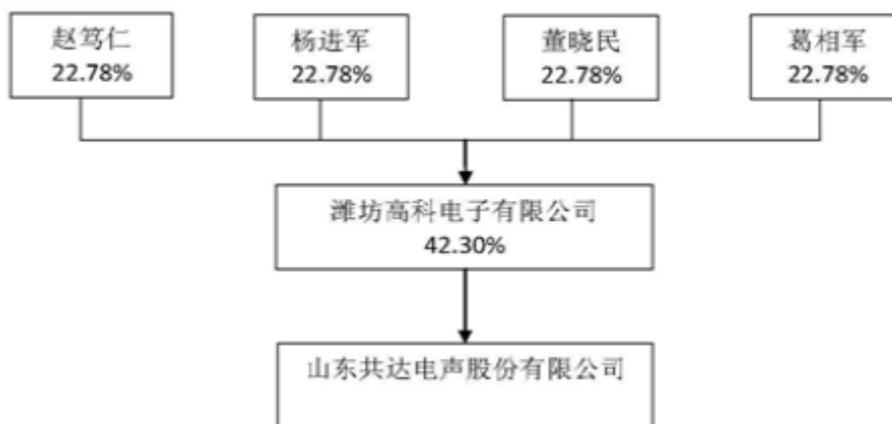 赵笃仁
22.78%
杨进军
22.78%
董晓民
22.78%
葛相军
22.78%
潍坊高科电子有限公司
42.30%
山东共达电声股份有限公司